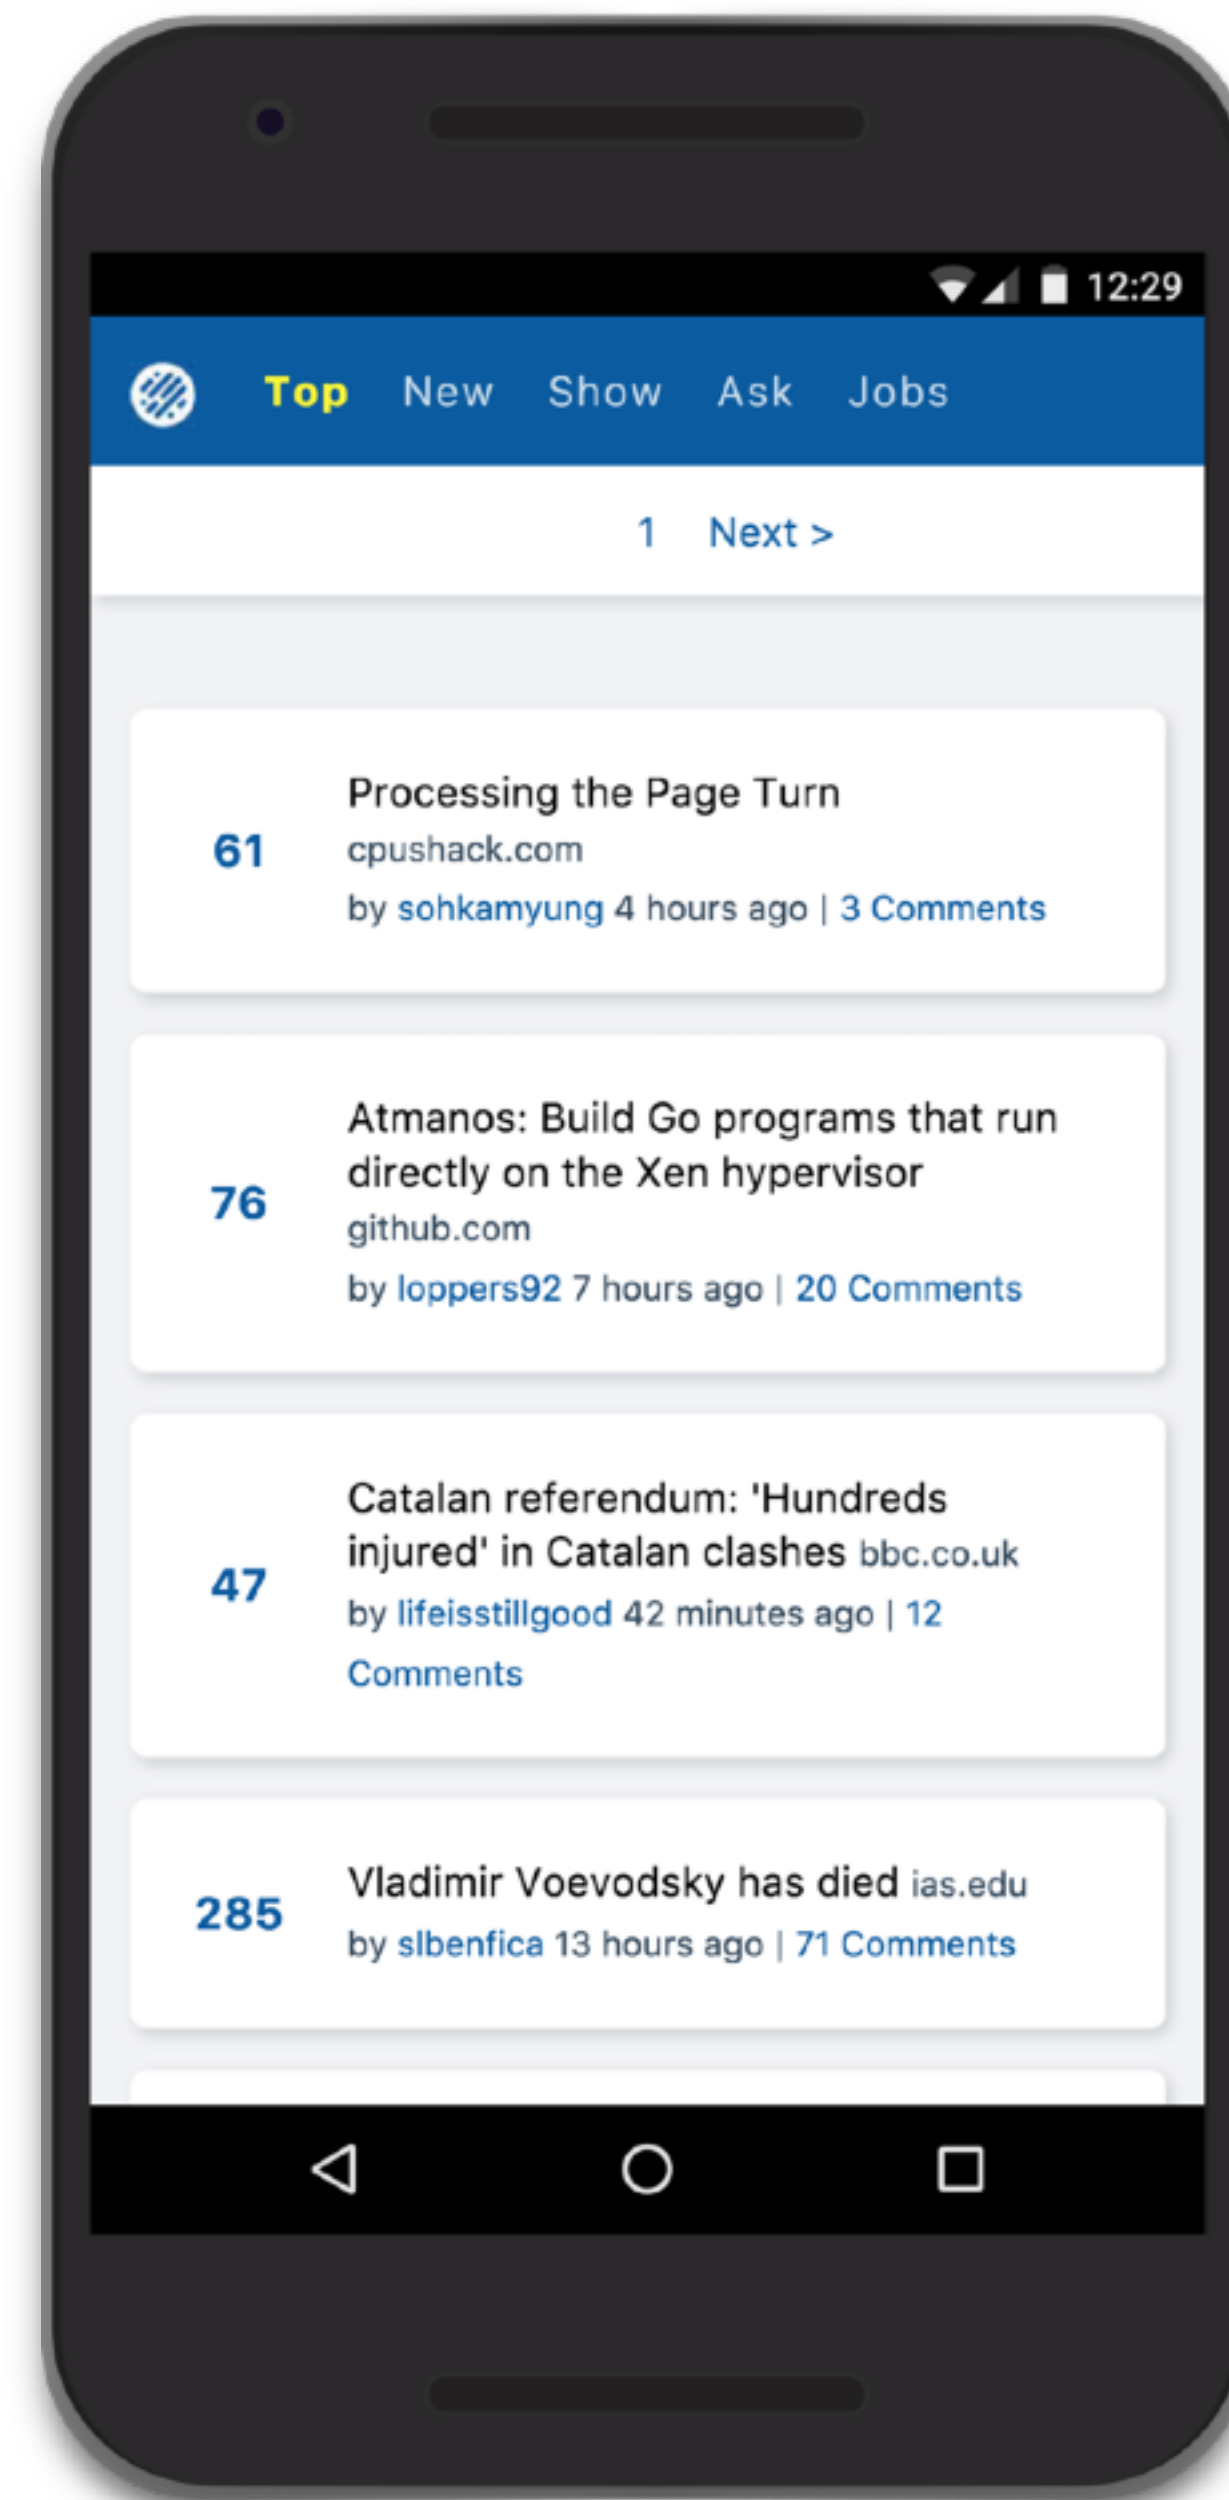 12:29
Top New Show Ask Jobs
1 Next >
Processing the Page Turn
61
cpushack.com
by sohkamyung 4 hours ago | 3 Comments
Atmanos: Build Go programs that run
directly on the Xen hypervisor
76
github.com
by loppers92 7 hours ago | 20 Comments
Catalan referendum: 'Hundreds
injured' in Catalan clashes bbc.co.uk
47
by lifeisstillgood 42 minutes ago | 12
Comments
Vladimir Voevodsky has died ias.edu
285
by slbenfica 13 hours ago | 71 Comments